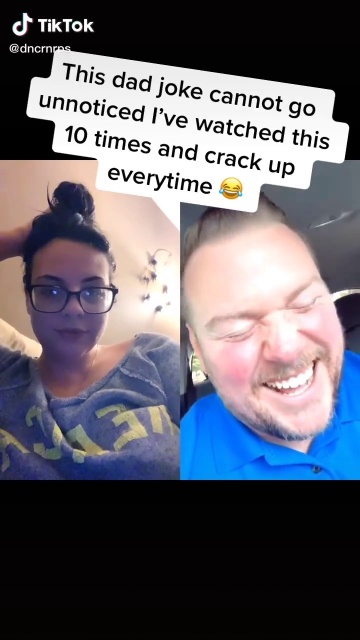 TikTok
@dncrnrps
This dad joke cannot go
unnoticed I've watched this
10 times and crack up
everytime 😂